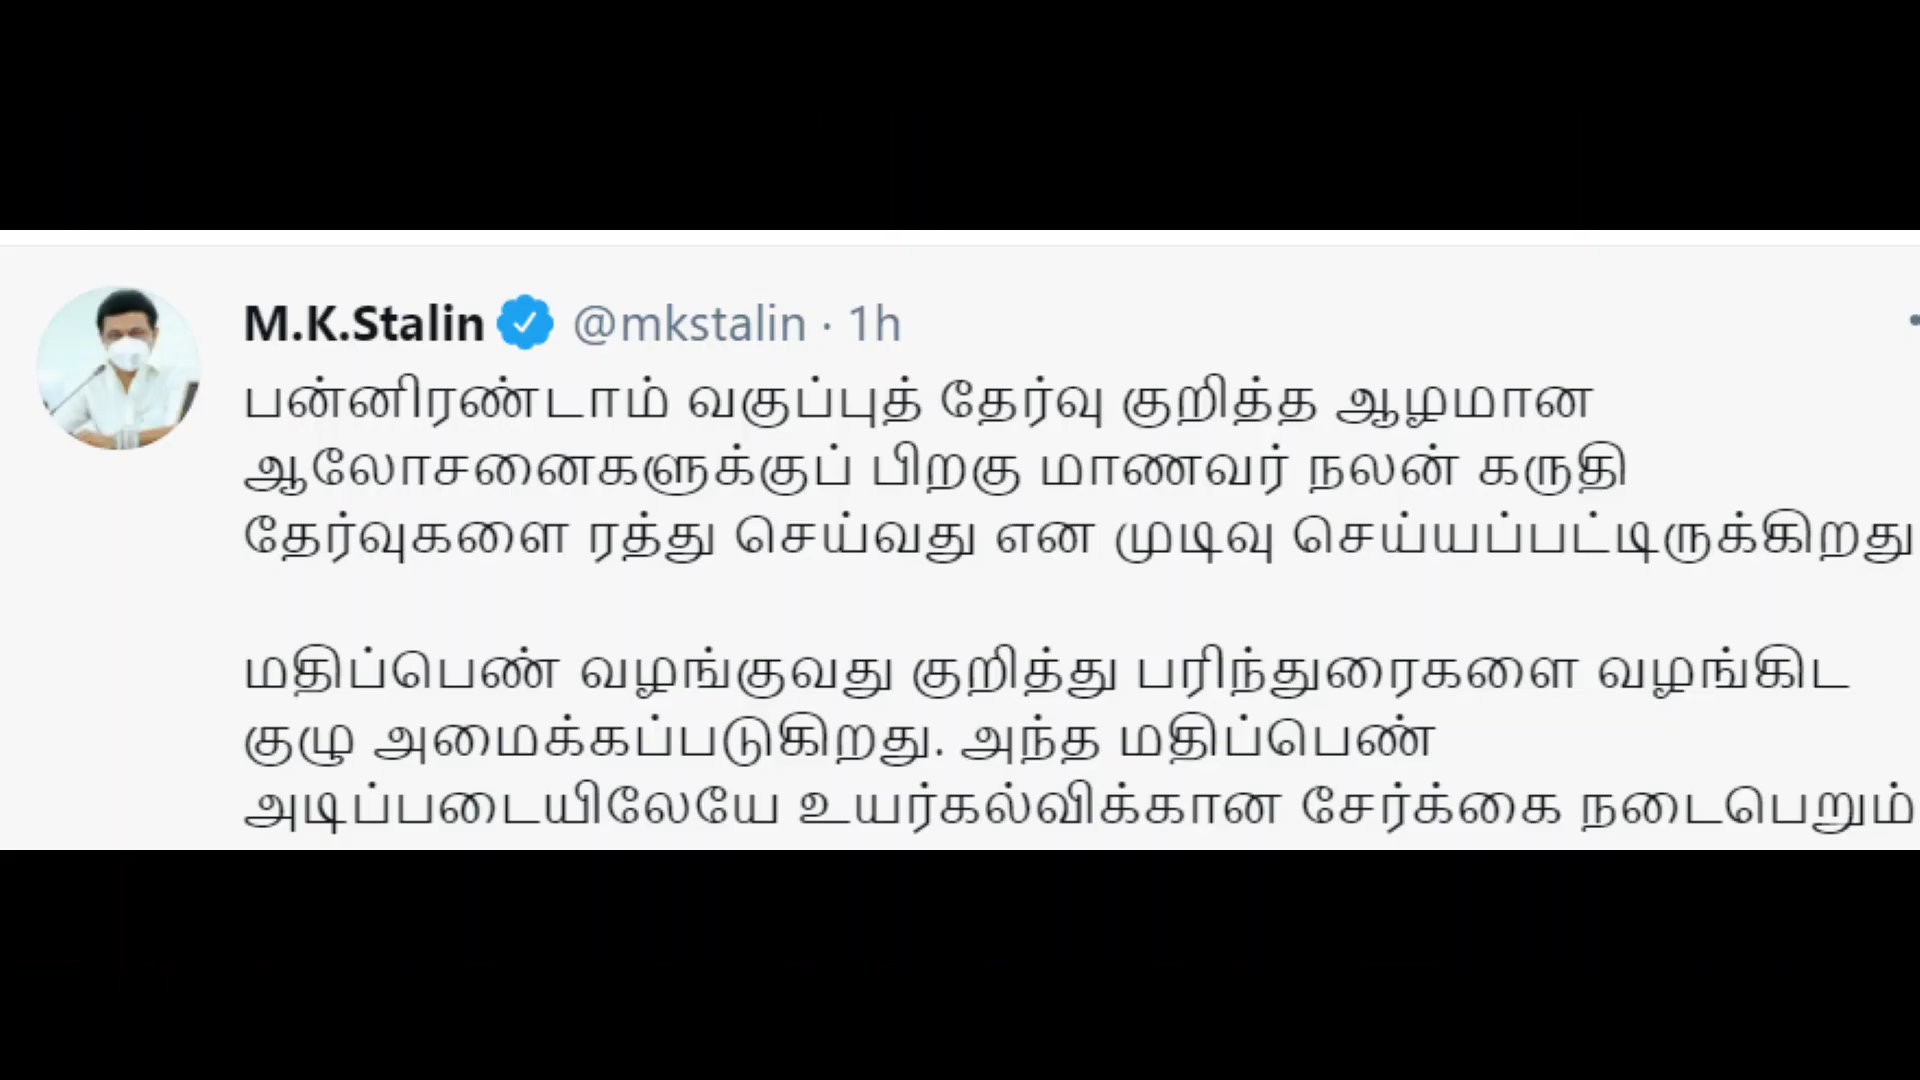 M.K.Stalin @mkstalin · 1h
பன்னிரண்டாம் வகுப்புத் தேர்வு குறித்த ஆழமான
ஆலோசனைகளுக்குப் பிறகு மாணவர் நலன் கருதி
தேர்வுகளை ரத்து செய்வது என முடிவு செய்யப்பட்டிருக்கிறது
மதிப்பெண் வழங்குவது குறித்து பரிந்துரைகளை வழங்கிட
குழு அமைக்கப்படுகிறது. அந்த மதிப்பெண்
அடிப்படையிலேயே உயர்கல்விக்கான சேர்க்கை நடைபெறும்